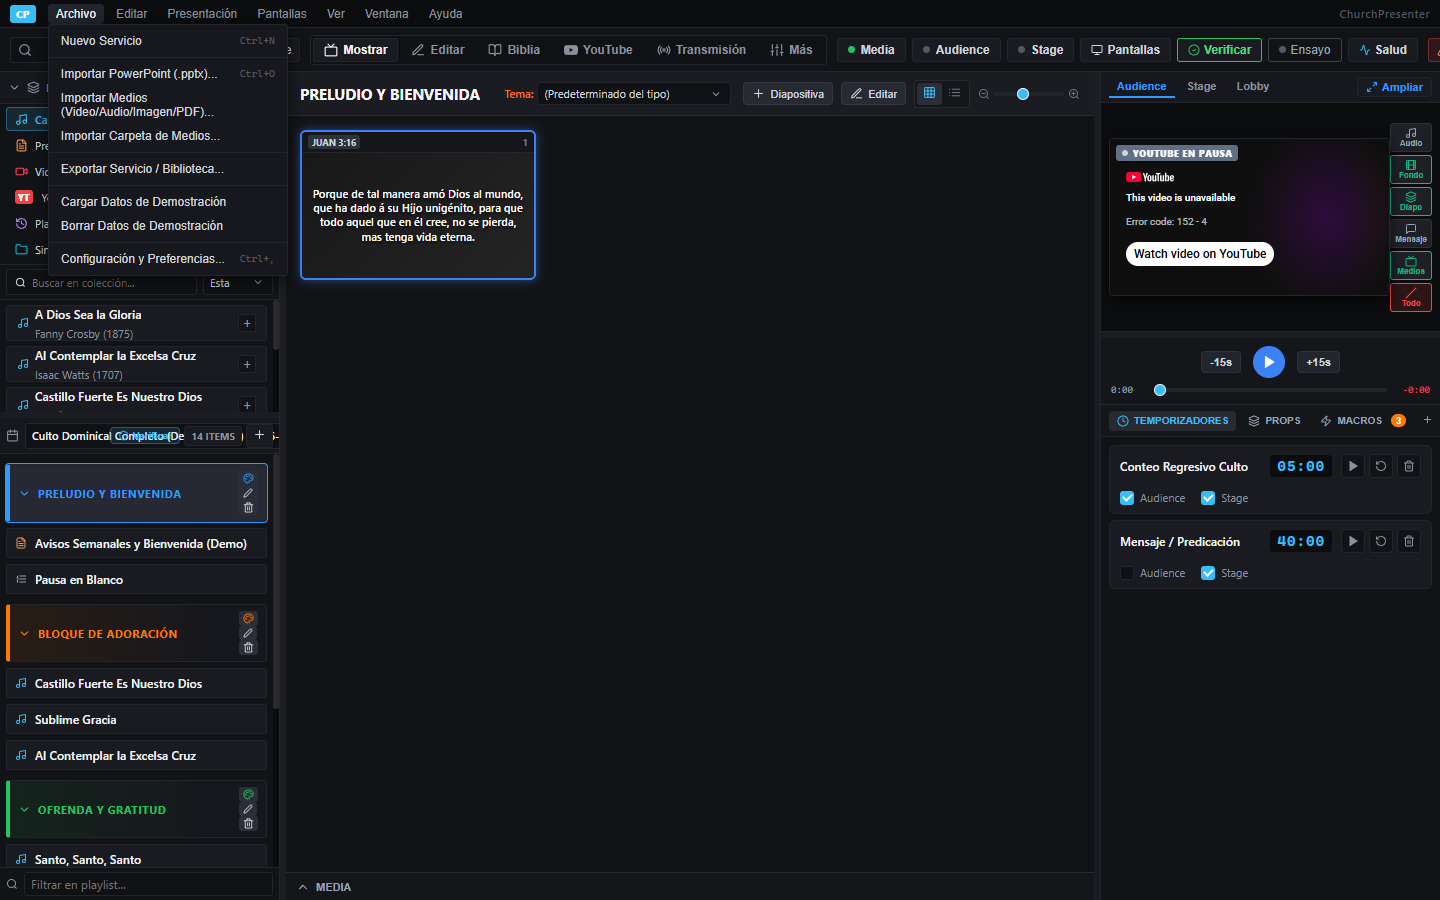 CP Archivo Editar Presentación Pantallas Ver Ventana Ayuda ChurchPresenter
Nuevo Servicio Ctrl+N
Importar PowerPoint (.pptx)... Ctrl+O
Importar Medios
(Video/Audio/Imagen/PDF)...
Importar Carpeta de Medios...
Exportar Servicio / Biblioteca...
Cargar Datos de Demostración
Borrar Datos de Demostración
Configuración y Preferencias... Ctrl+,
Mostrar Editar Biblia YouTube Transmisión Más
Media Audience Stage Pantallas Verificar Ensayo Salud
Ca
Pre
Vic
YT Y
Pla
Sin
Buscar en colección... Esta
A Dios Sea la Gloria
Fanny Crosby (1875)
Al Contemplar la Excelsa Cruz
Isaac Watts (1707)
Castillo Fuerte Es Nuestro Dios
Culto Dominical Completo (De 14 ITEMS
PRELUDIO Y BIENVENIDA
Avisos Semanales y Bienvenida (Demo)
Pausa en Blanco
BLOQUE DE ADORACIÓN
Castillo Fuerte Es Nuestro Dios
Sublime Gracia
Al Contemplar la Excelsa Cruz
OFRENDA Y GRATITUD
Santo, Santo, Santo
Filtrar en playlist...
PRELUDIO Y BIENVENIDA Tema: (Predeterminado del tipo) Diapositiva Editar
JUAN 3:16 1
Porque de tal manera amó Dios al mundo,
que ha dado á su Hijo unigénito, para que
todo aquel que en él cree, no se pierda,
mas tenga vida eterna.
MEDIA
Audience Stage Lobby Ampliar
YOUTUBE EN PAUSA
YouTube
This video is unavailable
Error code: 152 - 4
Watch video on YouTube
Audio
Fondo
Diapo
Mensaje
Medios
Todo
-15s +15s
0:00 -0:00
TEMPORIZADORES PROPS MACROS 3
Conteo Regresivo Culto 05:00
Audience Stage
Mensaje / Predicación 40:00
Audience Stage